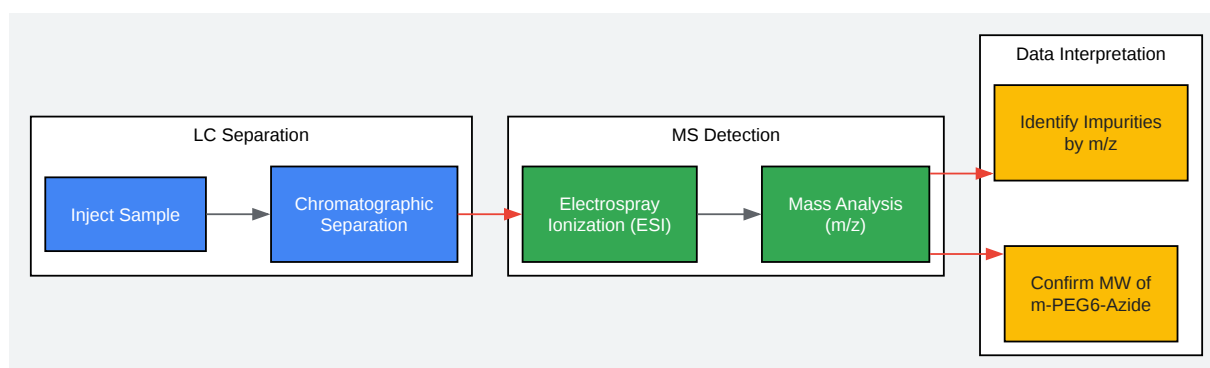 LC Separation
Inject Sample
Chromatographic
Separation
MS Detection
Electrospray
Ionization (ESI)
Mass Analysis
(m/z)
Data Interpretation
Identify Impurities
by m/z
Confirm MW of
m-PEG6-Azide